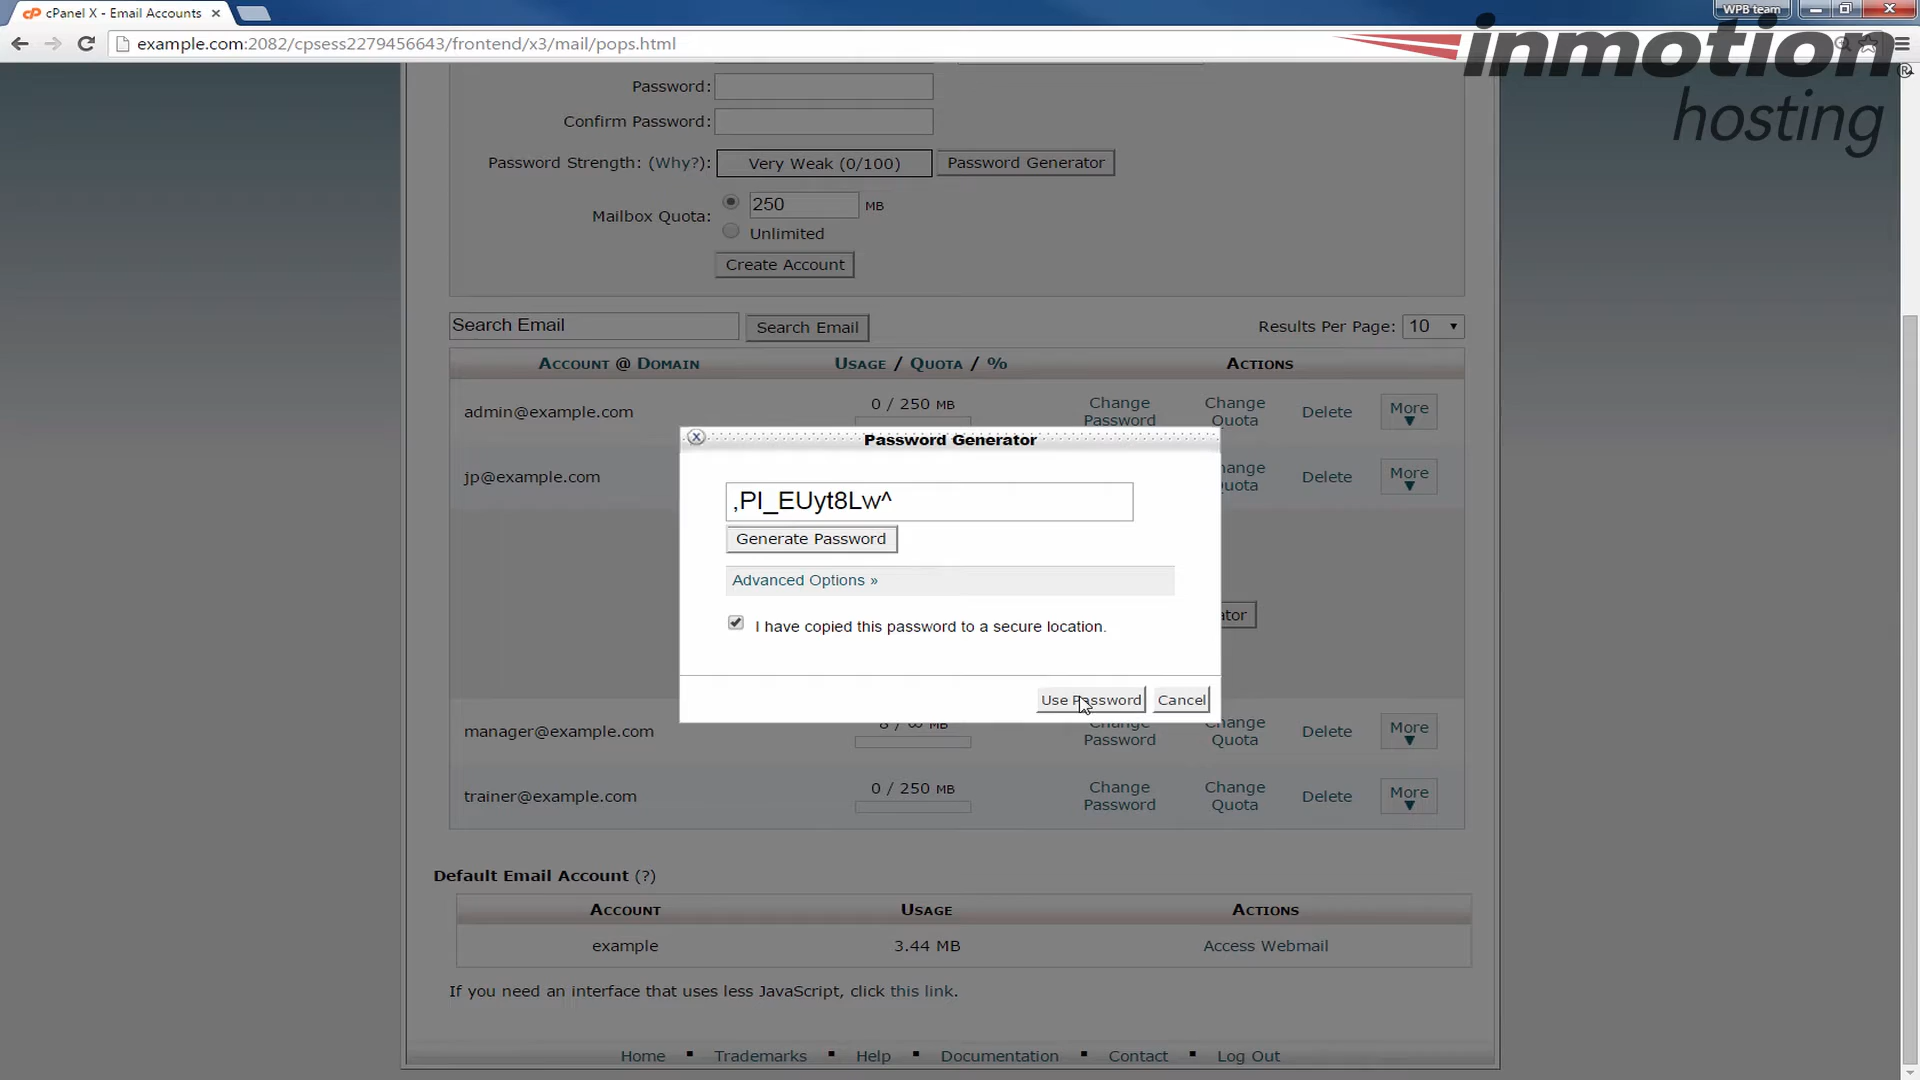 cPanel X - Email Accounts
WPB team
example.com:2082/cpsess2279456643/frontend/x3/mail/pops.html
inmotion
hosting
Password:
Confirm Password:
Password Strength: (Why?): Very Weak (0/100) Password Generator
Mailbox Quota: 250 MB
Unlimited
Create Account
Search Email Search Email Results Per Page: 10
Account @ Domain Usage / Quota / % Actions
admin@example.com 0 / 250 MB Change Password Change Quota Delete More
jp@example.com hange uota Delete More
Password Generator
,PI_EUyt8Lw^
Generate Password
Advanced Options »
ator
I have copied this password to a secure location.
Use Password Cancel
manager@example.com 8 / ∞ MB Change Password Change Quota Delete More
trainer@example.com 0 / 250 MB Change Password Change Quota Delete More
Default Email Account (?)
Account Usage Actions
example 3.44 MB Access Webmail
If you need an interface that uses less JavaScript, click this link.
Home Trademarks Help Documentation Contact Log Out